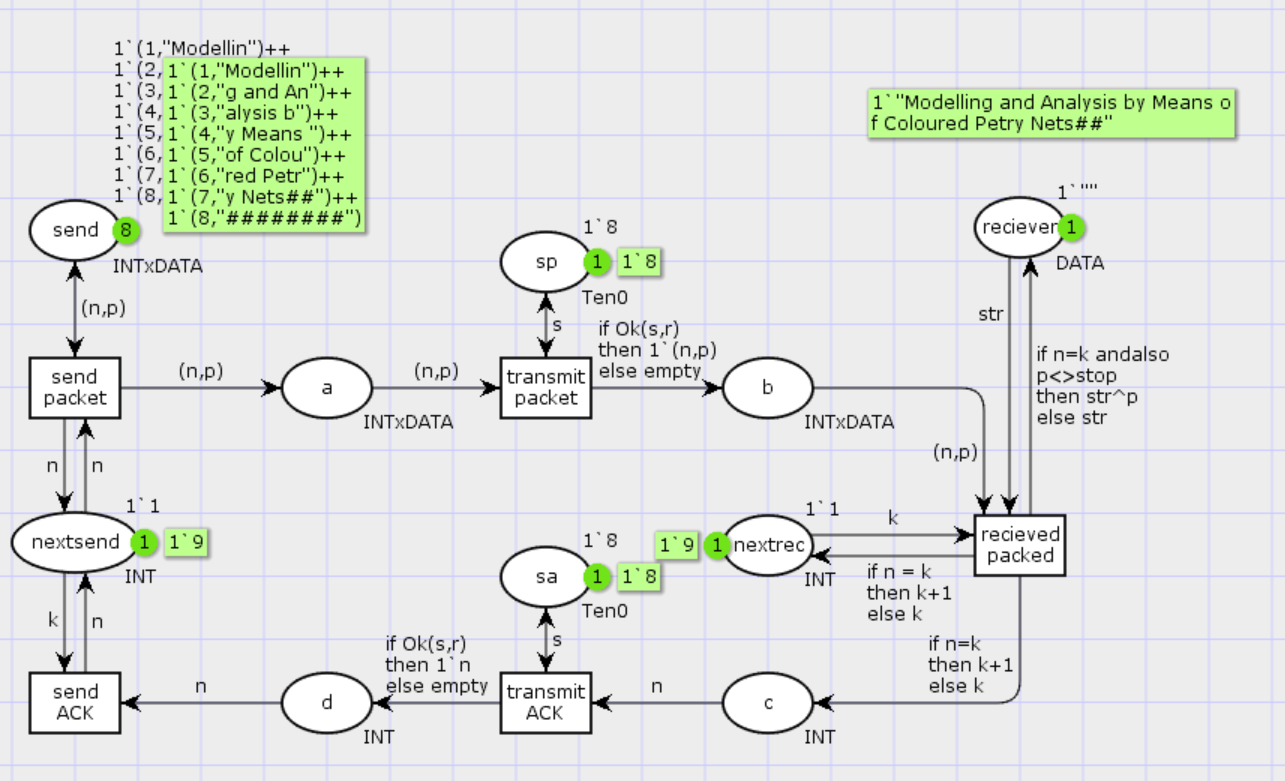 1`(1,"Modellin")++
1`(2,
1`(3,
1`(4,
1`(5,
1`(6,
1`(7,
1`(8,
1`(1,"Modellin")++
1`(2,"g and An")++
1`(3,"alysis b")++
1`(4,"y Means ")++
1`(5,"of Colou")++
1`(6,"red Petr")++
1`(7,"y Nets##")++
1`(8,"########")
1`"Modelling and Analysis by Means o
f Coloured Petry Nets##"
send
8
INTxDATA
(n,p)
1`8
sp
1
1`8
Ten0
s
1`""
reciever
1
DATA
str
if n=k andalso
p<>stop
then str^p
else str
send
packet
(n,p)
a
INTxDATA
(n,p)
transmit
packet
if Ok(s,r)
then 1`(n,p)
else empty
b
INTxDATA
(n,p)
n
n
1`1
nextsend
1
1`9
INT
1`8
sa
1
1`8
Ten0
s
1`9
1
nextrec
1`1
INT
k
recieved
packed
if n = k
then k+1
else k
if n=k
then k+1
else k
k
n
send
ACK
n
d
INT
if Ok(s,r)
then 1`n
else empty
transmit
ACK
n
c
INT